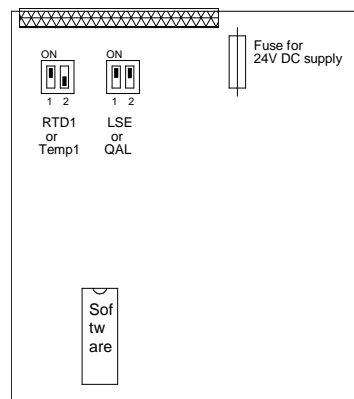 ON
1 2
RTD1
or
Temp1
ON
1 2
LSE
or
QAL
Fuse for
24V DC supply
Sof
tw
are